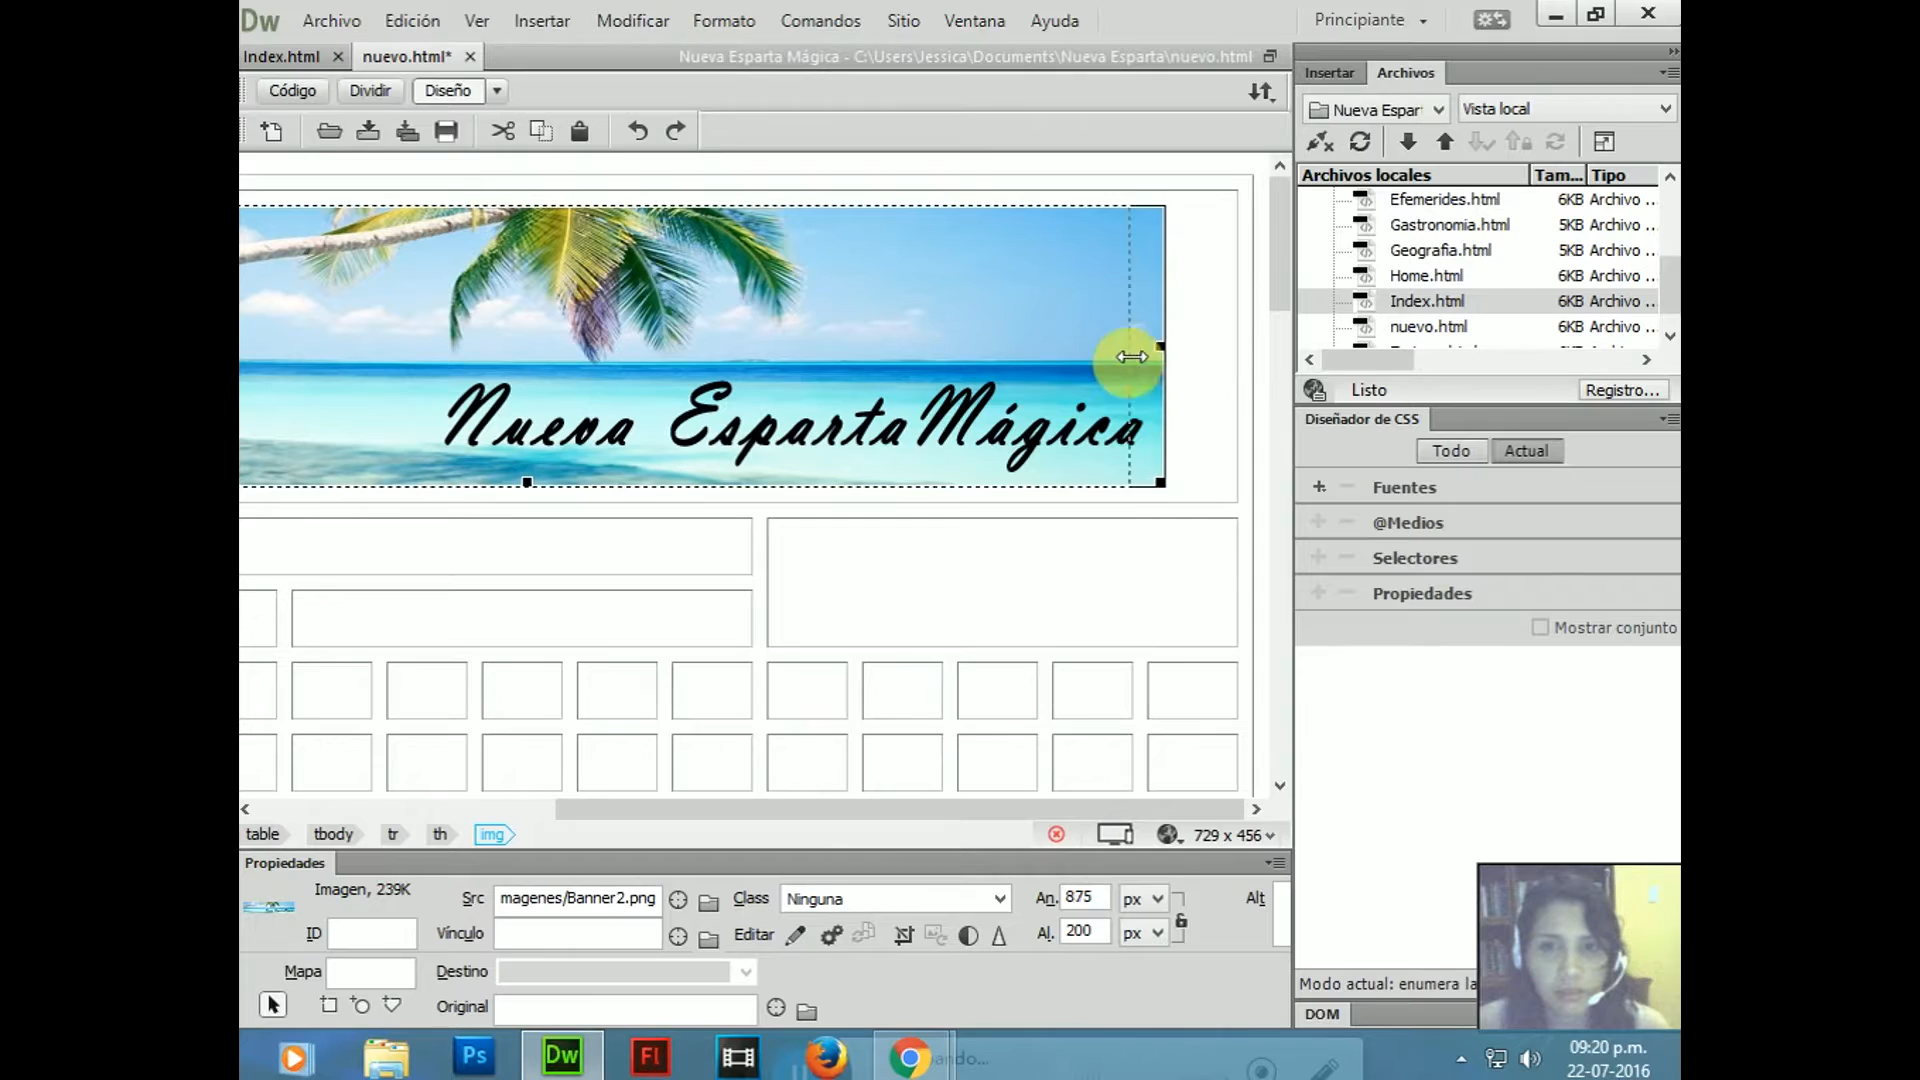 Dw Archivo Edición Ver Insertar Modificar Formato Comandos Sitio Ventana Ayuda Principiante
Index.html nuevo.html* Nueva Esparta Mágica - C:\Users\Jessica\Documents\Nueva Esparta\nuevo.html
Código Dividir Diseño
Insertar Archivos
Nueva Espar Vista local
Archivos locales Tam... Tipo
Efemerides.html 6KB Archivo ..
Gastronomia.html 5KB Archivo ..
Geografia.html 5KB Archivo ..
Home.html 6KB Archivo ..
Index.html 6KB Archivo ..
nuevo.html 6KB Archivo ..
Listo Registro...
Nueva Esparta Mágica
Diseñador de CSS
Todo Actual
Fuentes
@Medios
Selectores
Propiedades
Mostrar conjunto
table tbody tr th img 729 x 456
Propiedades
Imagen, 239K Src magenes/Banner2.png Class Ninguna An. 875 px Alt
ID Vínculo Editar Al. 200 px
Mapa Destino
Original
Modo actual: enumera la
DOM
Ps Dw Fl ando...
09:20 p.m.
22-07-2016